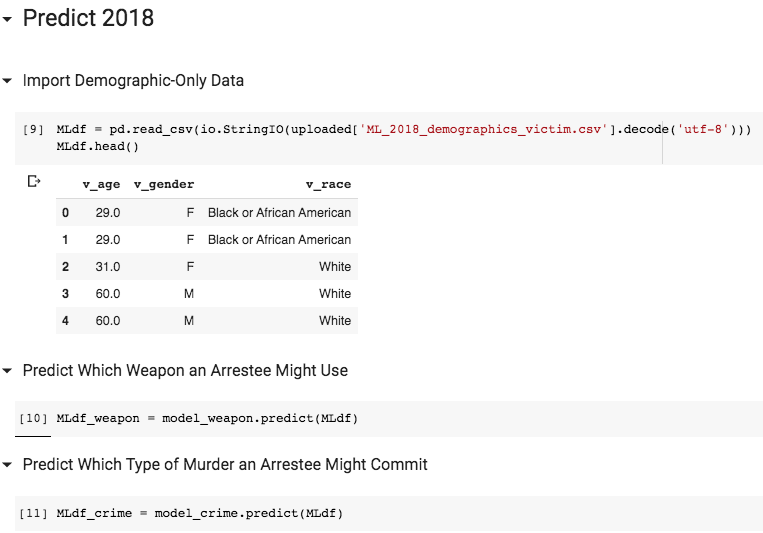 Predict 2018
Import Demographic-Only Data
[9] MLdf = pd.read_csv(io.StringIO(uploaded['ML_2018_demographics_victim.csv'].decode('utf-8')))
MLdf.head()
v_age v_gender v_race
0 29.0 F Black or African American
1 29.0 F Black or African American
2 31.0 F White
3 60.0 M White
4 60.0 M White
Predict Which Weapon an Arrestee Might Use
[10] MLdf_weapon = model_weapon.predict(MLdf)
Predict Which Type of Murder an Arrestee Might Commit
[11] MLdf_crime = model_crime.predict(MLdf)